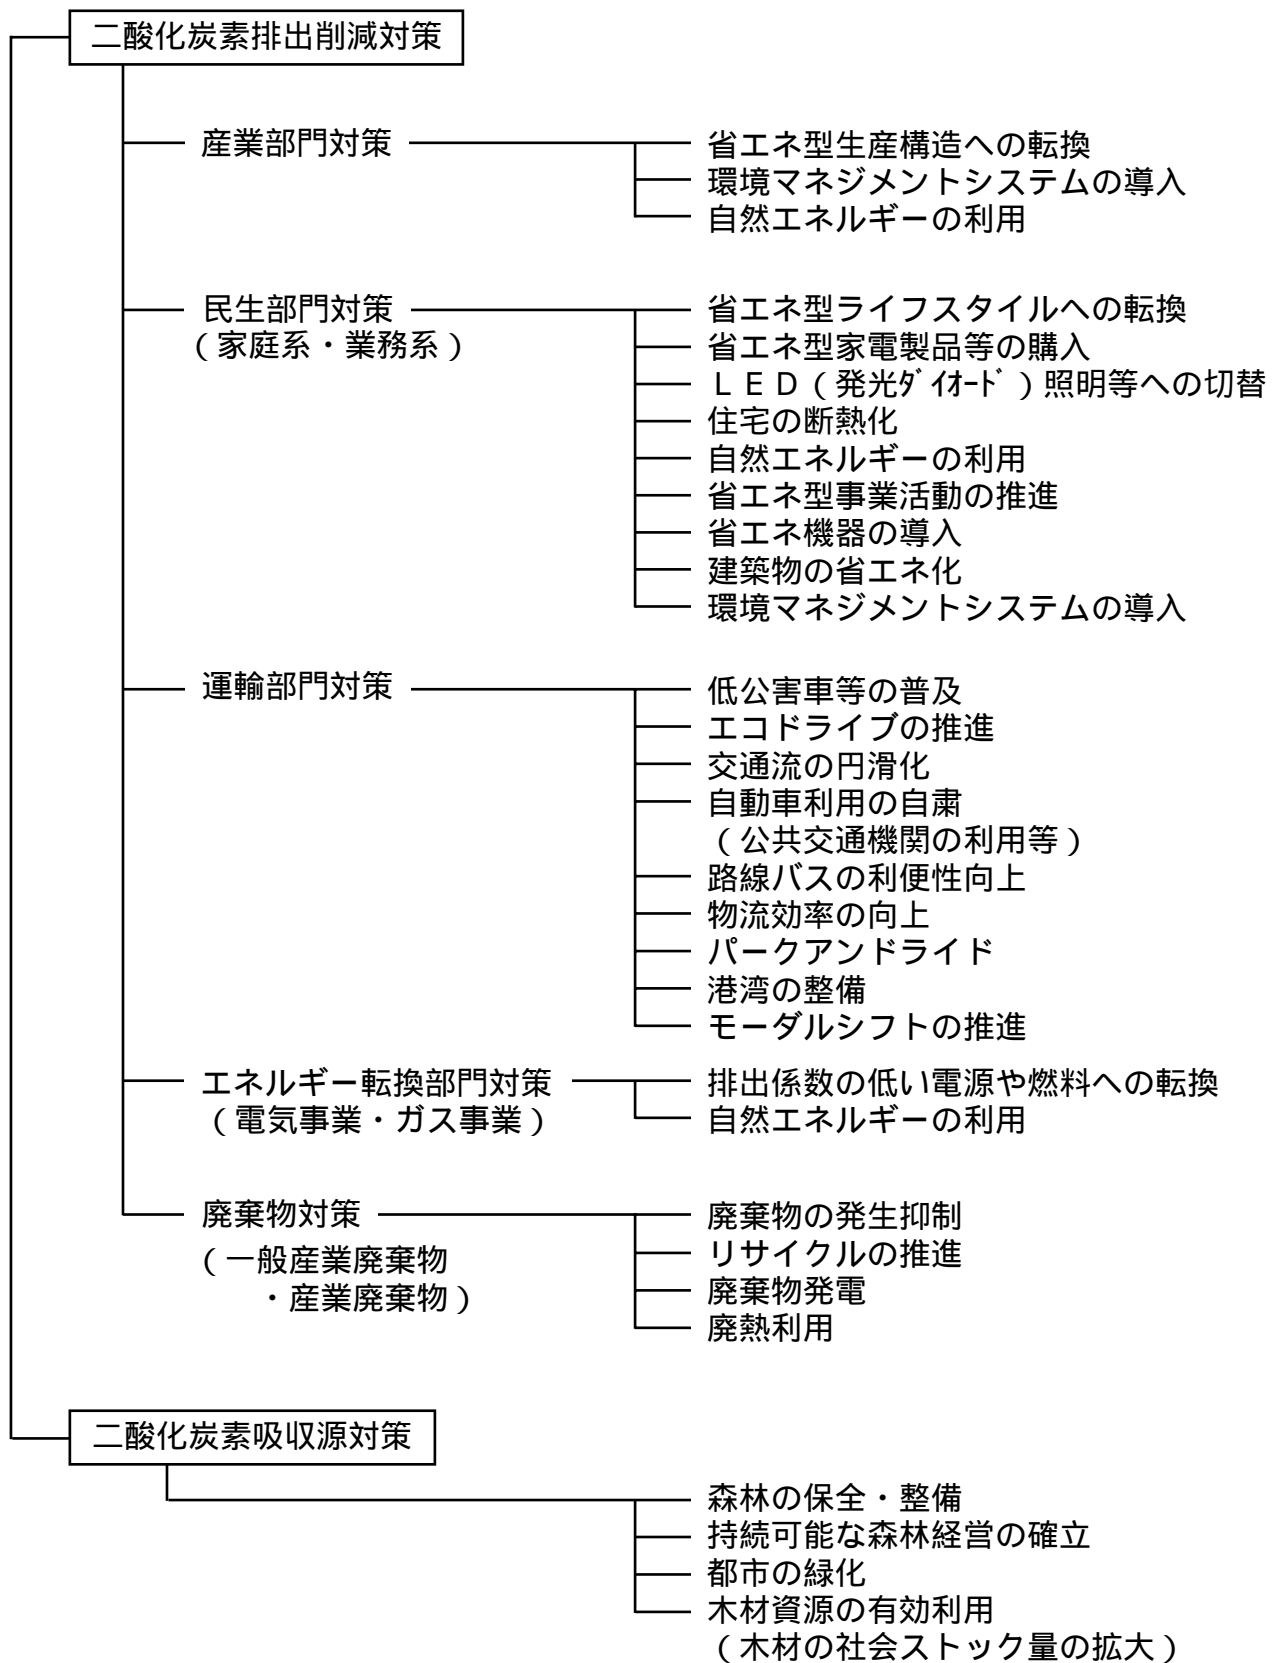 二酸化炭素排出削減対策
産業部門対策
省エネ型生産構造への転換
環境マネジメントシステムの導入
自然エネルギーの利用
民生部門対策
（家庭系・業務系）
省エネ型ライフスタイルへの転換
省エネ型家電製品等の購入
ＬＥＤ（発光ﾀﾞｲｵｰﾄﾞ）照明等への切替
住宅の断熱化
自然エネルギーの利用
省エネ型事業活動の推進
省エネ機器の導入
建築物の省エネ化
環境マネジメントシステムの導入
運輸部門対策
低公害車等の普及
エコドライブの推進
交通流の円滑化
自動車利用の自粛
（公共交通機関の利用等）
路線バスの利便性向上
物流効率の向上
パークアンドライド
港湾の整備
モーダルシフトの推進
エネルギー転換部門対策
（電気事業・ガス事業）
排出係数の低い電源や燃料への転換
自然エネルギーの利用
廃棄物対策
（一般産業廃棄物
・産業廃棄物）
廃棄物の発生抑制
リサイクルの推進
廃棄物発電
廃熱利用
二酸化炭素吸収源対策
森林の保全・整備
持続可能な森林経営の確立
都市の緑化
木材資源の有効利用
（木材の社会ストック量の拡大）